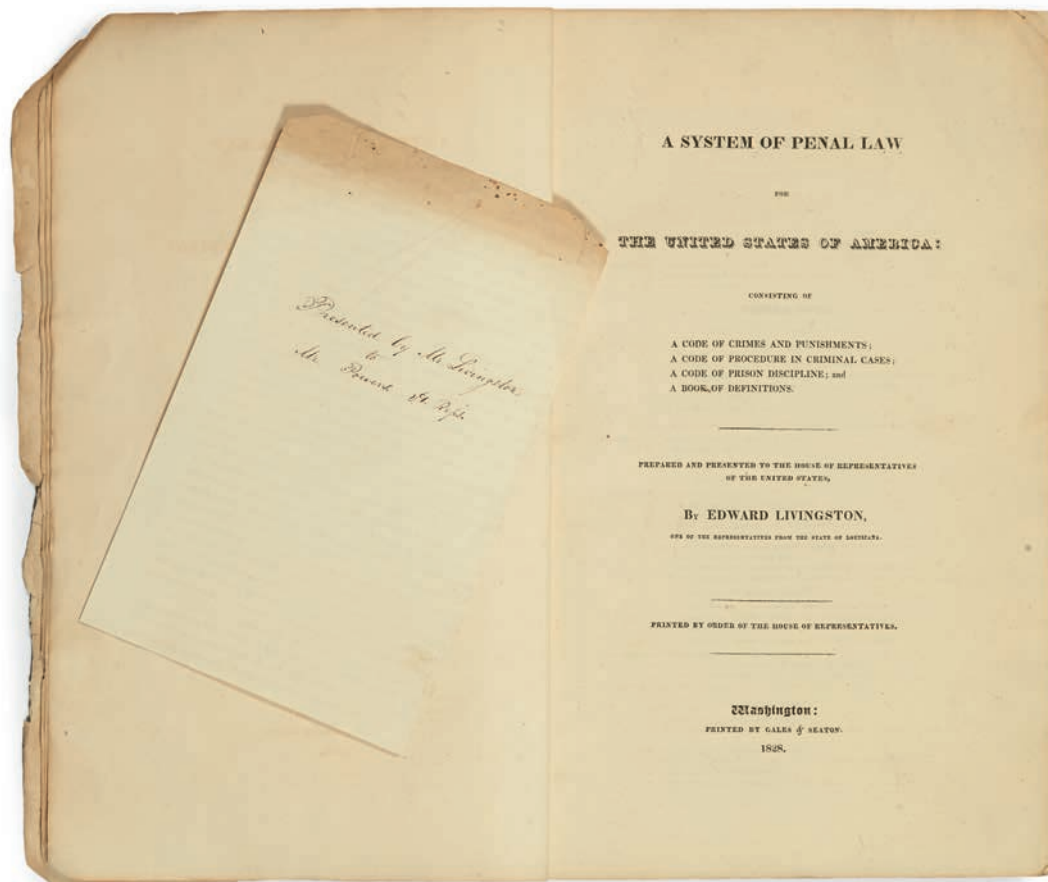 Presented by Mr Livingston
to
Mr
A SYSTEM OF PENAL LAW
FOR
THE UNITED STATES OF AMERICA:
CONSISTING OF
A CODE OF CRIMES AND PUNISHMENTS;
A CODE OF PROCEDURE IN CRIMINAL CASES;
A CODE OF PRISON DISCIPLINE; and
A BOOK OF DEFINITIONS.
PREPARED AND PRESENTED TO THE HOUSE OF REPRESENTATIVES
OF THE UNITED STATES,
BY EDWARD LIVINGSTON,
ONE OF THE REPRESENTATIVES FROM THE STATE OF LOUISIANA.
PRINTED BY ORDER OF THE HOUSE OF REPRESENTATIVES.
Washington:
PRINTED BY GALES & SEATON.
1828.